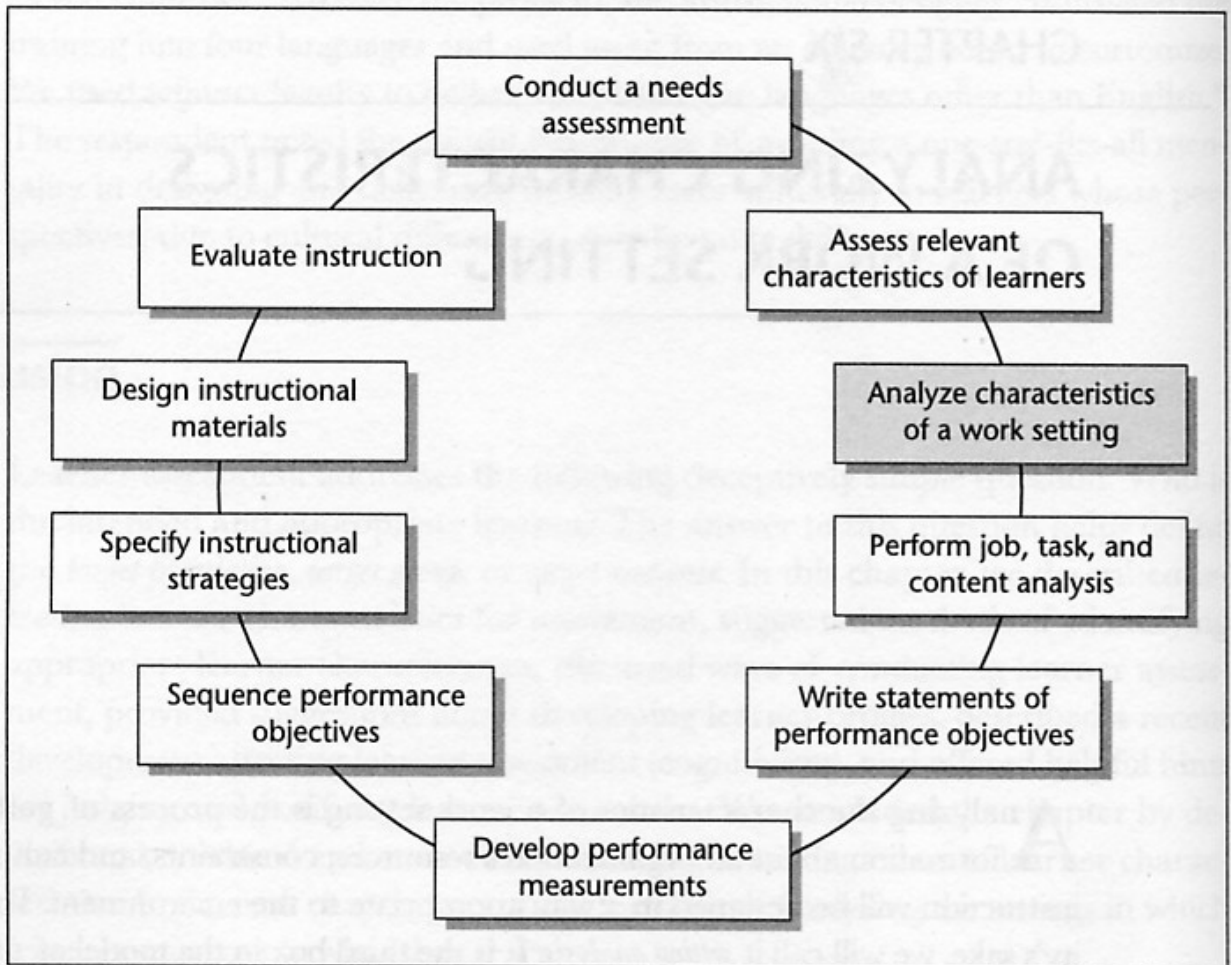 Conduct a needs
assessment
Assess relevant
characteristics of learners
Analyze characteristics
of a work setting
Perform job, task, and
content analysis
Write statements of
performance objectives
Develop performance
measurements
Sequence performance
objectives
Specify instructional
strategies
Design instructional
materials
Evaluate instruction